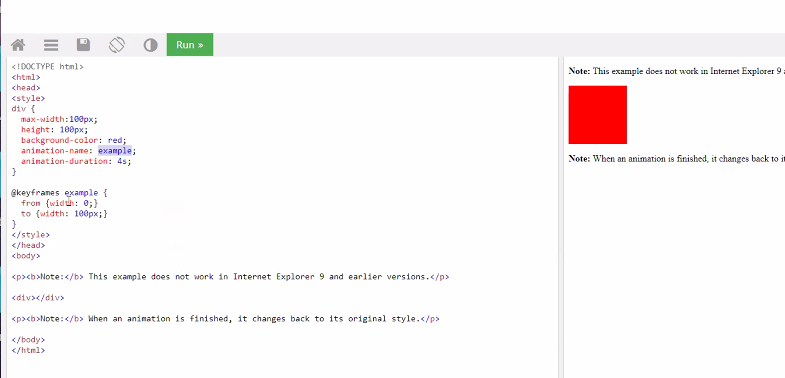 Run »
<!DOCTYPE html>
<html>
<head>
<style>
div {
  max-width:100px;
  height: 100px;
  background-color: red;
  animation-name: example;
  animation-duration: 4s;
}
@keyframes example {
  from {width: 0;}
  to {width: 100px;}
}
</style>
</head>
<body>
<p><b>Note:</b> This example does not work in Internet Explorer 9 and earlier versions.</p>
<div></div>
<p><b>Note:</b> When an animation is finished, it changes back to its original style.</p>
</body>
</html>
Note: This example does not work in Internet Explorer 9
Note: When an animation is finished, it changes back to